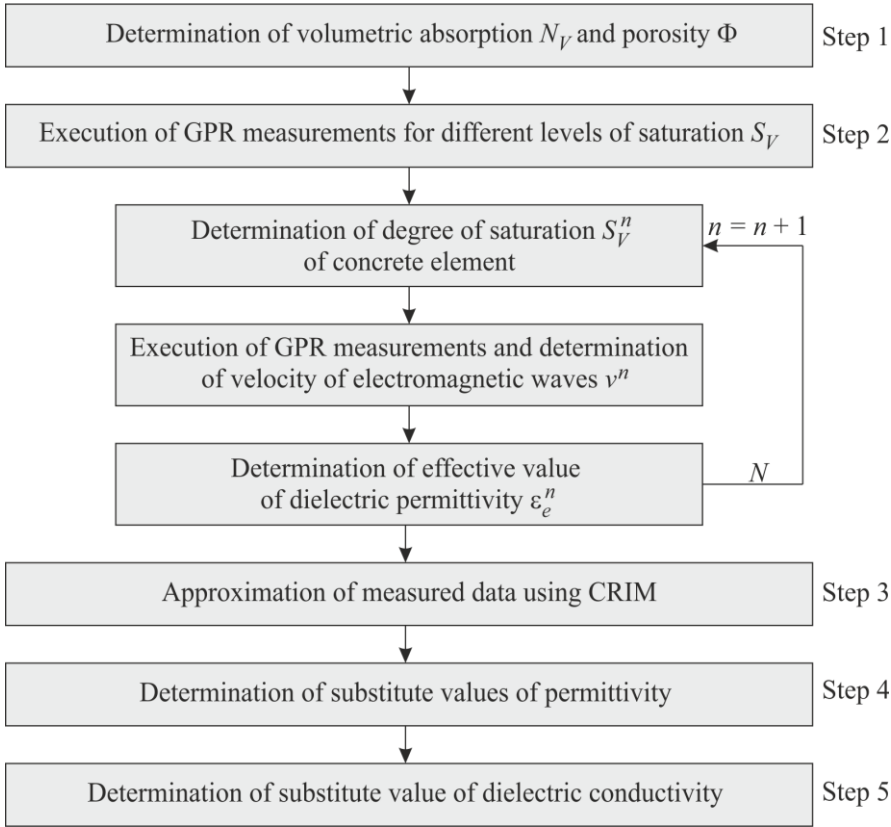 Determination of volumetric absorption N_V and porosity Φ
Step 1
Execution of GPR measurements for different levels of saturation S_V
Step 2
Determination of degree of saturation S_V^n
of concrete element
n = n + 1
Execution of GPR measurements and determination
of velocity of electromagnetic waves v^n
Determination of effective value
of dielectric permittivity ε_e^n
N
Approximation of measured data using CRIM
Step 3
Determination of substitute values of permittivity
Step 4
Determination of substitute value of dielectric conductivity
Step 5